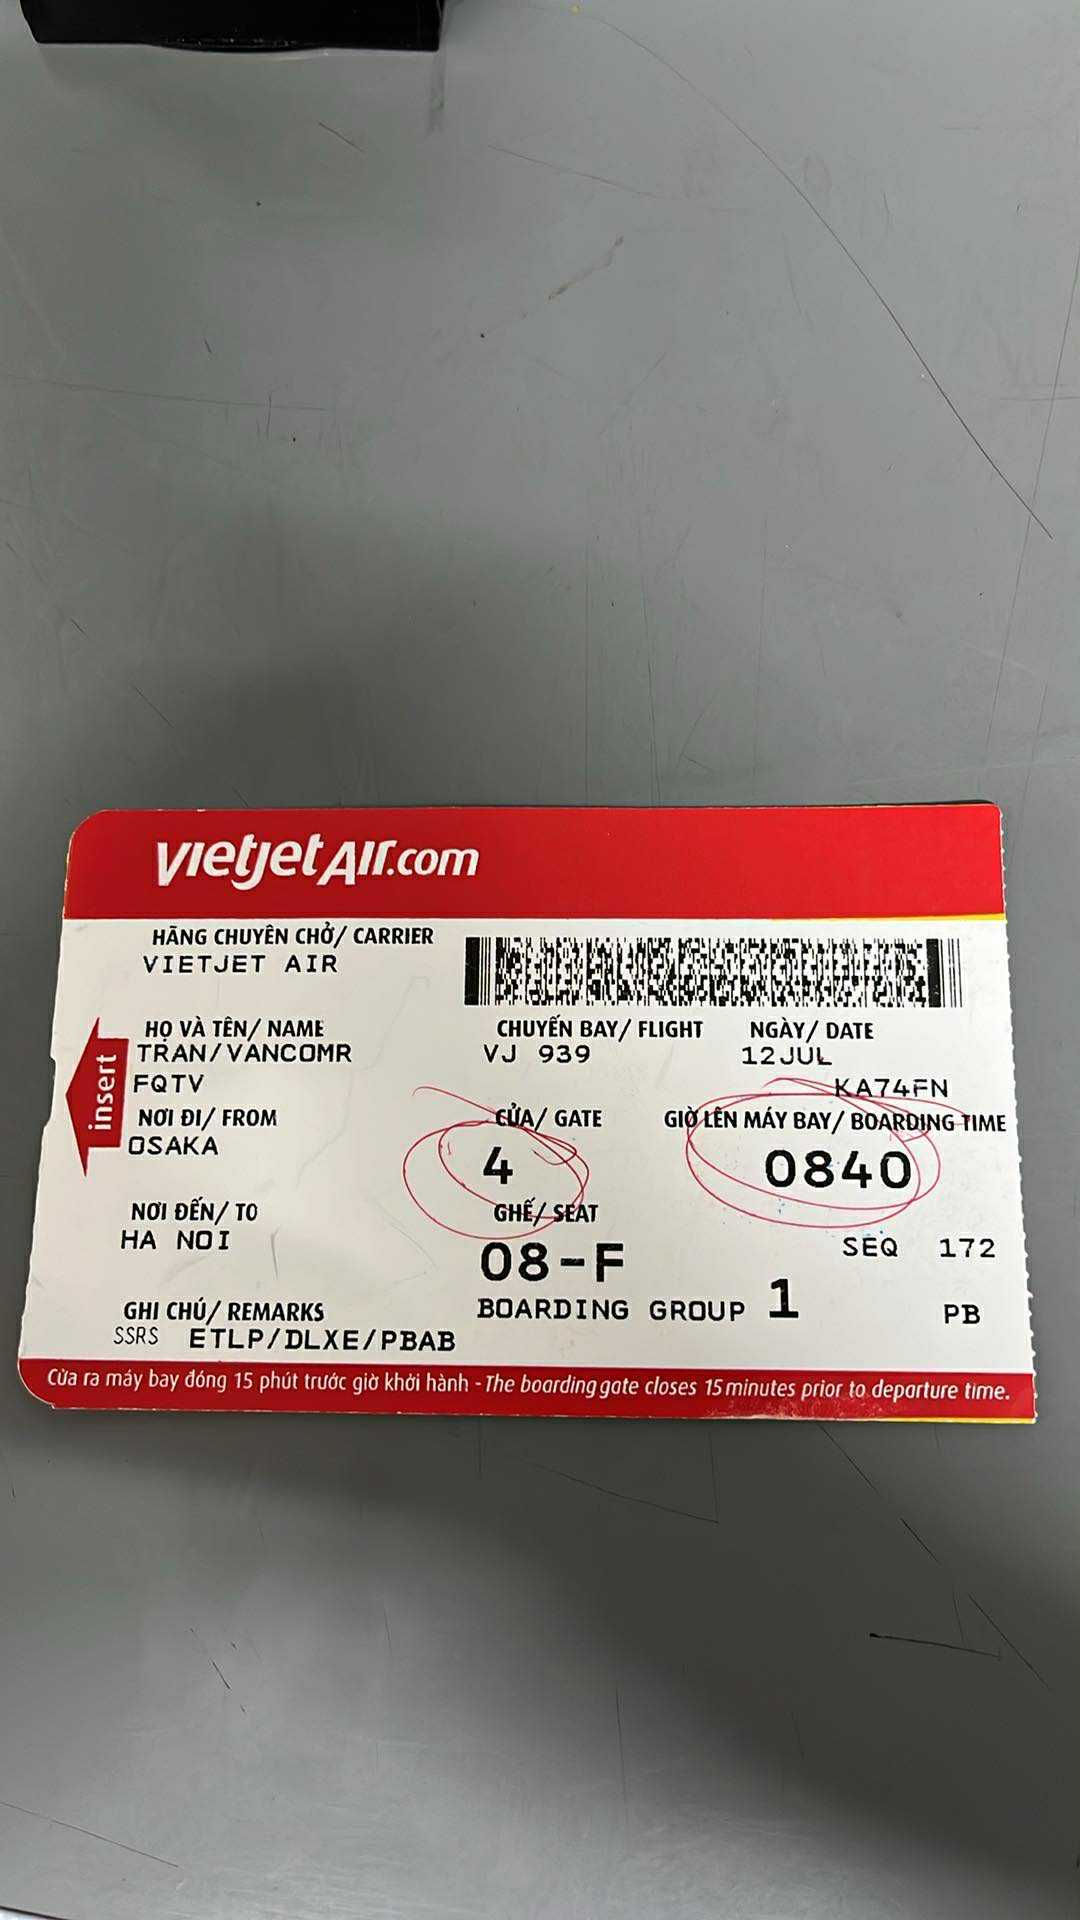 vietjetAir.com
HÃNG CHUYÊN CHỞ/ CARRIER
VIETJET AIR
HỌ VÀ TÊN/ NAME
TRAN/VANCOMR
CHUYẾN BAY/ FLIGHT
VJ 939
NGÀY/ DATE
12JUL
FQTV
KA74FN
NƠI ĐI/ FROM
OSAKA
CỬA/ GATE
4
GIỜ LÊN MÁY BAY/ BOARDING TIME
0840
NƠI ĐẾN/ TO
HA NOI
GHẾ/ SEAT
08-F
SEQ 172
GHI CHÚ/ REMARKS
SSRS ETLP/DLXE/PBAB
BOARDING GROUP 1
PB
insert
Cửa ra máy bay đóng 15 phút trước giờ khởi hành - The boarding gate closes 15 minutes prior to departure time.